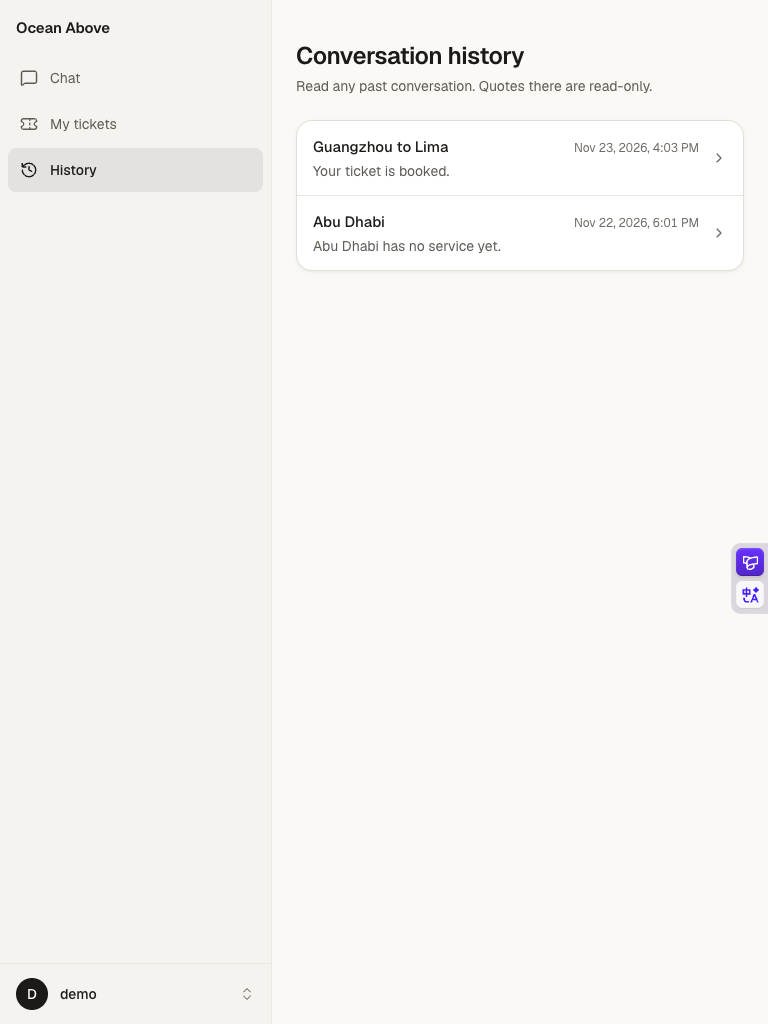 Ocean Above
Chat
My tickets
History
Conversation history
Read any past conversation. Quotes there are read-only.
Guangzhou to Lima
Nov 23, 2026, 4:03 PM
Your ticket is booked.
Abu Dhabi
Nov 22, 2026, 6:01 PM
Abu Dhabi has no service yet.
中A
D
demo